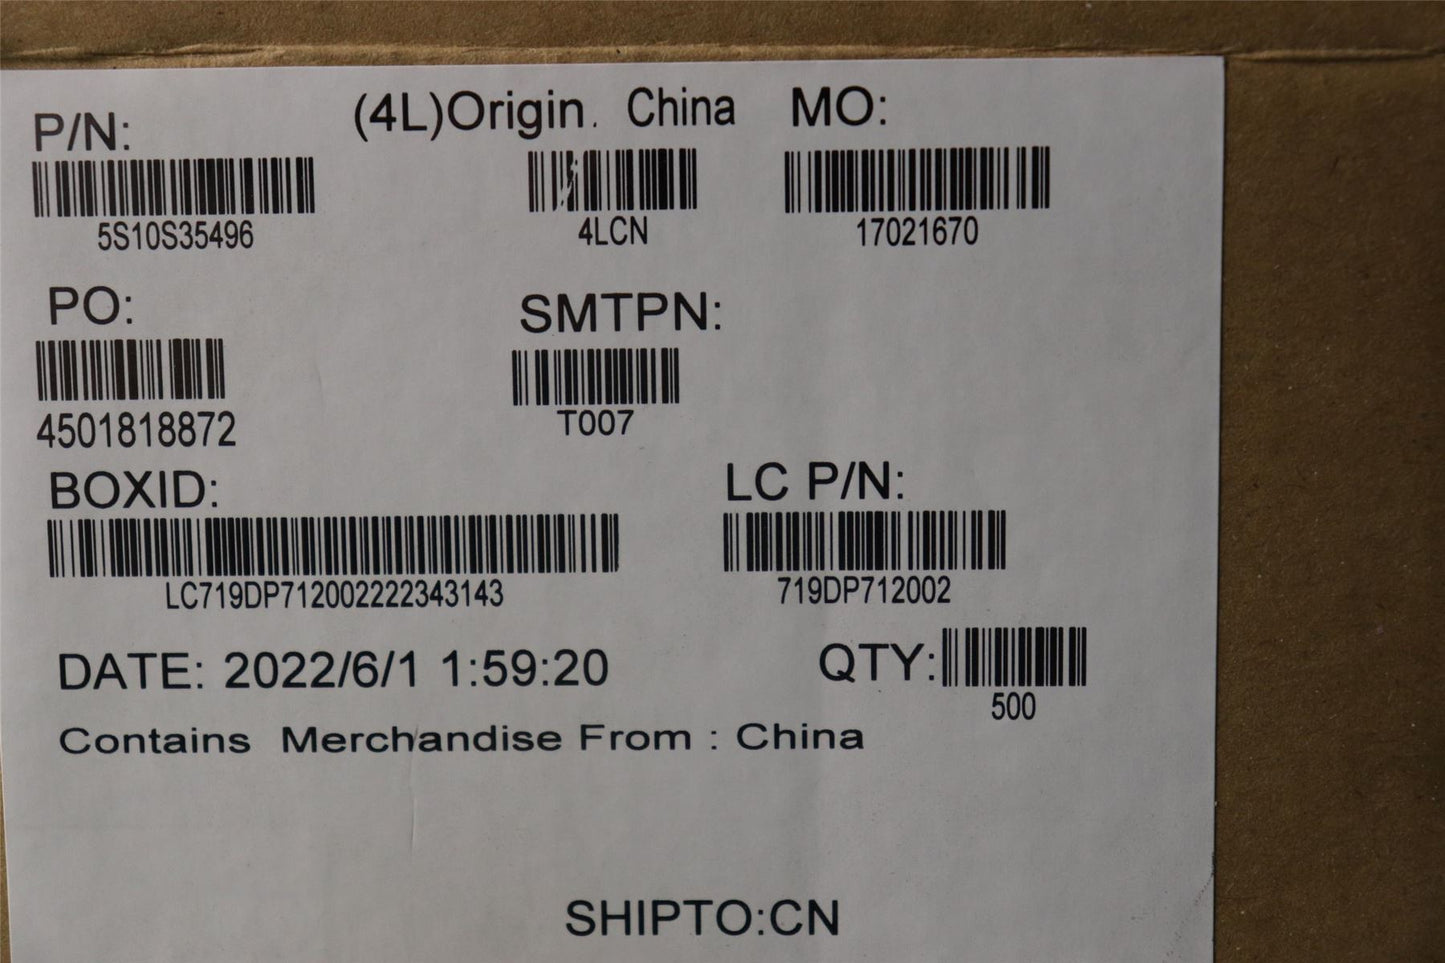 P/N: (4L)Origin. China MO:
5S10S35496 4LCN 17021670
PO: SMTPN:
4501818872 T007
BOXID: LC P/N:
LC719DP712002222343143 719DP712002
DATE: 2022/6/1 1:59:20 QTY:
500
Contains Merchandise From : China
SHIPTO:CN